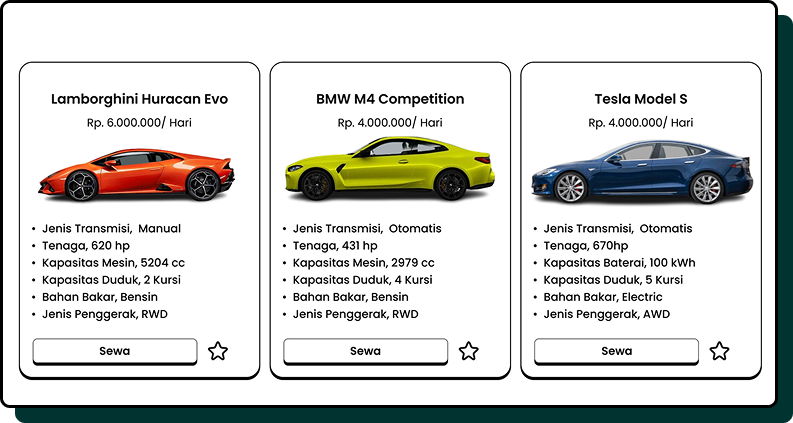 Lamborghini Huracan Evo
Rp. 6.000.000/ Hari
• Jenis Transmisi, Manual
• Tenaga, 620 hp
• Kapasitas Mesin, 5204 cc
• Kapasitas Duduk, 2 Kursi
• Bahan Bakar, Bensin
• Jenis Penggerak, RWD
Sewa
BMW M4 Competition
Rp. 4.000.000/ Hari
• Jenis Transmisi, Otomatis
• Tenaga, 431 hp
• Kapasitas Mesin, 2979 cc
• Kapasitas Duduk, 4 Kursi
• Bahan Bakar, Bensin
• Jenis Penggerak, RWD
Sewa
Tesla Model S
Rp. 4.000.000/ Hari
• Jenis Transmisi, Otomatis
• Tenaga, 670hp
• Kapasitas Baterai, 100 kWh
• Kapasitas Duduk, 5 Kursi
• Bahan Bakar, Electric
• Jenis Penggerak, AWD
Sewa